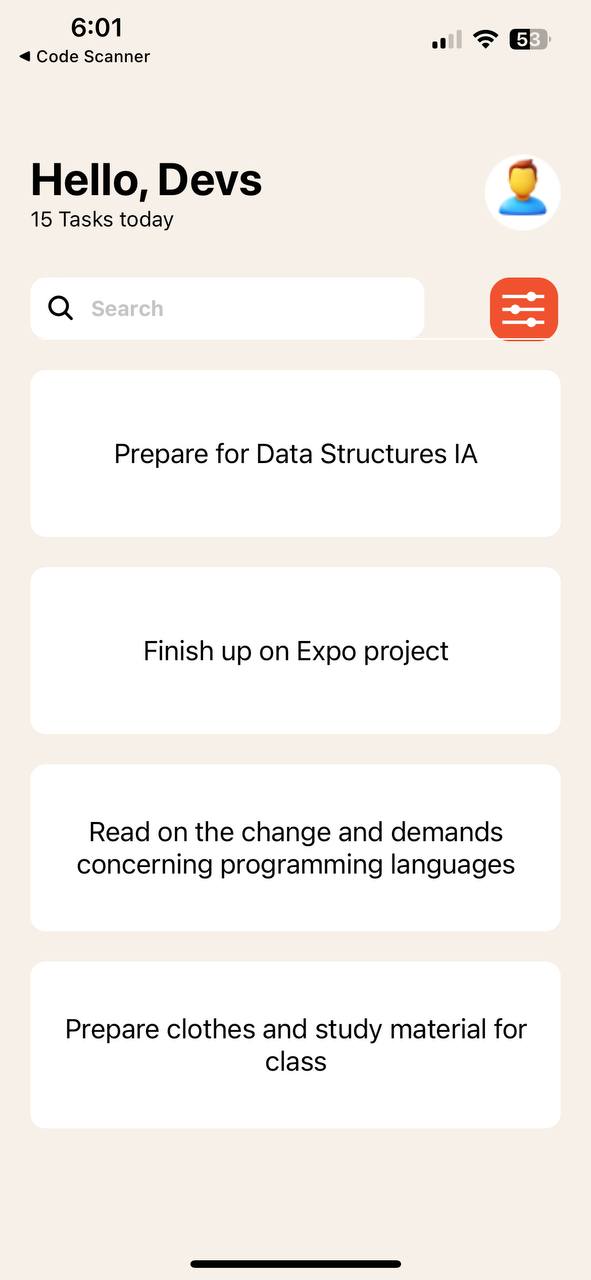 6:01
53
◀ Code Scanner
Hello, Devs
15 Tasks today
Search
Prepare for Data Structures IA
Finish up on Expo project
Read on the change and demands
concerning programming languages
Prepare clothes and study material for
class